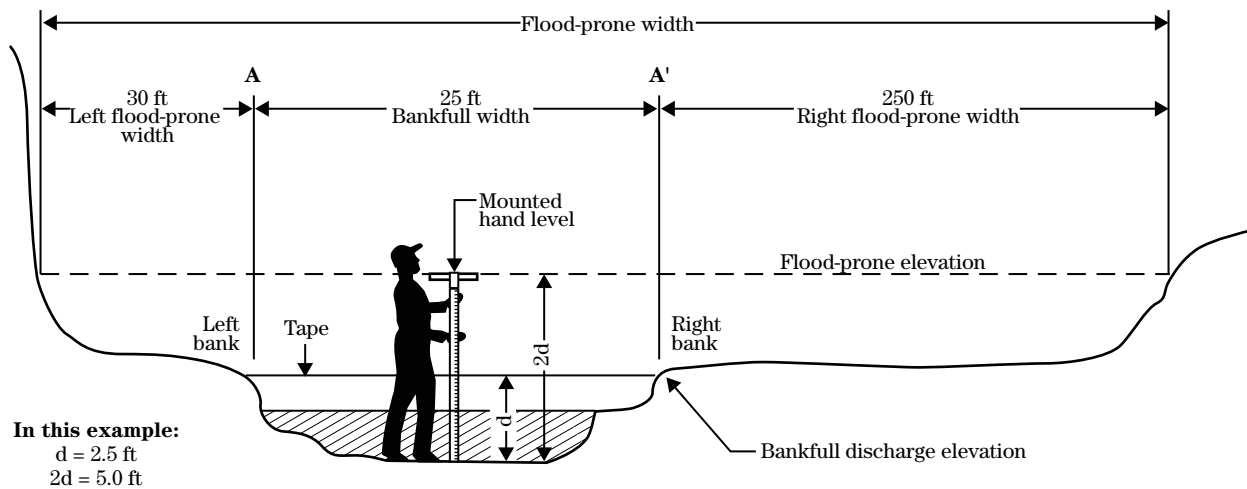 Flood-prone width
A
A'
30 ft
Left flood-prone
width
25 ft
Bankfull width
250 ft
Right flood-prone width
Mounted
hand level
Flood-prone elevation
Left
bank
Tape
Right
bank
2d
d
Bankfull discharge elevation
In this example:
d = 2.5 ft
2d = 5.0 ft